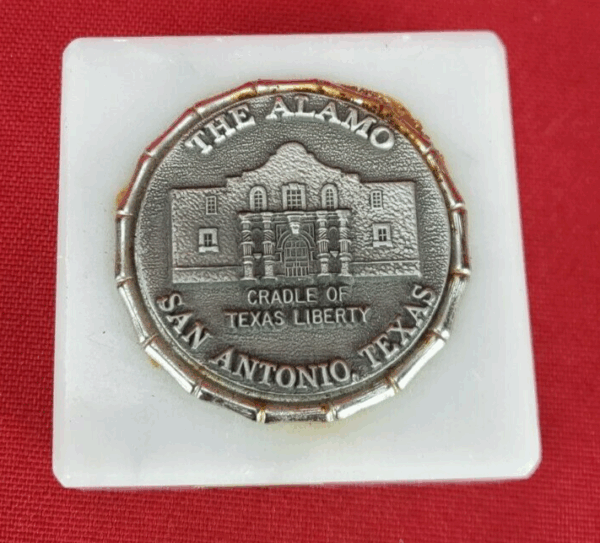 THE ALAMO
CRADLE OF
TEXAS LIBERTY
SAN ANTONIO, TEXAS